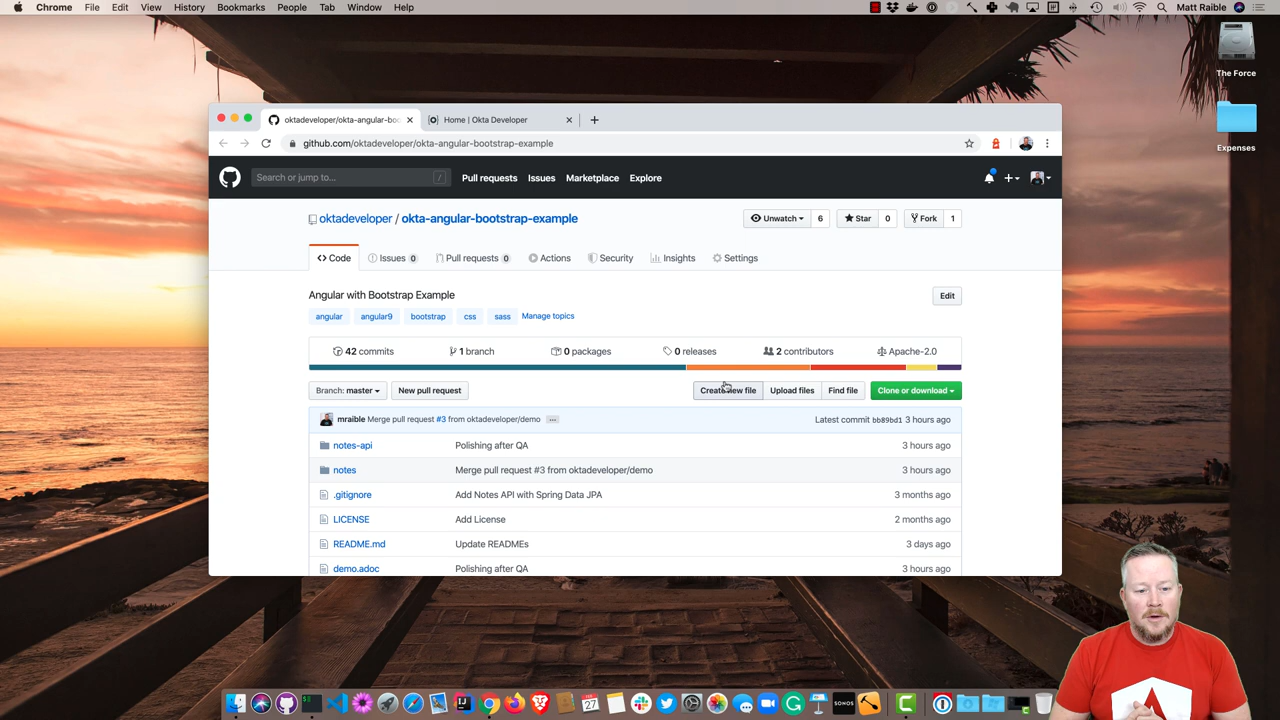 Chrome File Edit View History Bookmarks People Tab Window Help Matt Raible
The Force
Expenses
oktadeveloper/okta-angular-boo Home | Okta Developer
github.com/oktadeveloper/okta-angular-bootstrap-example
Search or jump to... / Pull requests Issues Marketplace Explore
oktadeveloper / okta-angular-bootstrap-example Unwatch 6 Star 0 Fork 1
Code Issues 0 Pull requests 0 Actions Security Insights Settings
Angular with Bootstrap Example Edit
angular angular9 bootstrap css sass Manage topics
42 commits 1 branch 0 packages 0 releases 2 contributors Apache-2.0
Branch: master New pull request Create new file Upload files Find file Clone or download
mraible Merge pull request #3 from oktadeveloper/demo ... Latest commit bb89bd1 3 hours ago
notes-api Polishing after QA 3 hours ago
notes Merge pull request #3 from oktadeveloper/demo 3 hours ago
.gitignore Add Notes API with Spring Data JPA 3 months ago
LICENSE Add License 2 months ago
README.md Update READMEs 3 days ago
demo.adoc Polishing after QA 3 hours ago
27
SONOS